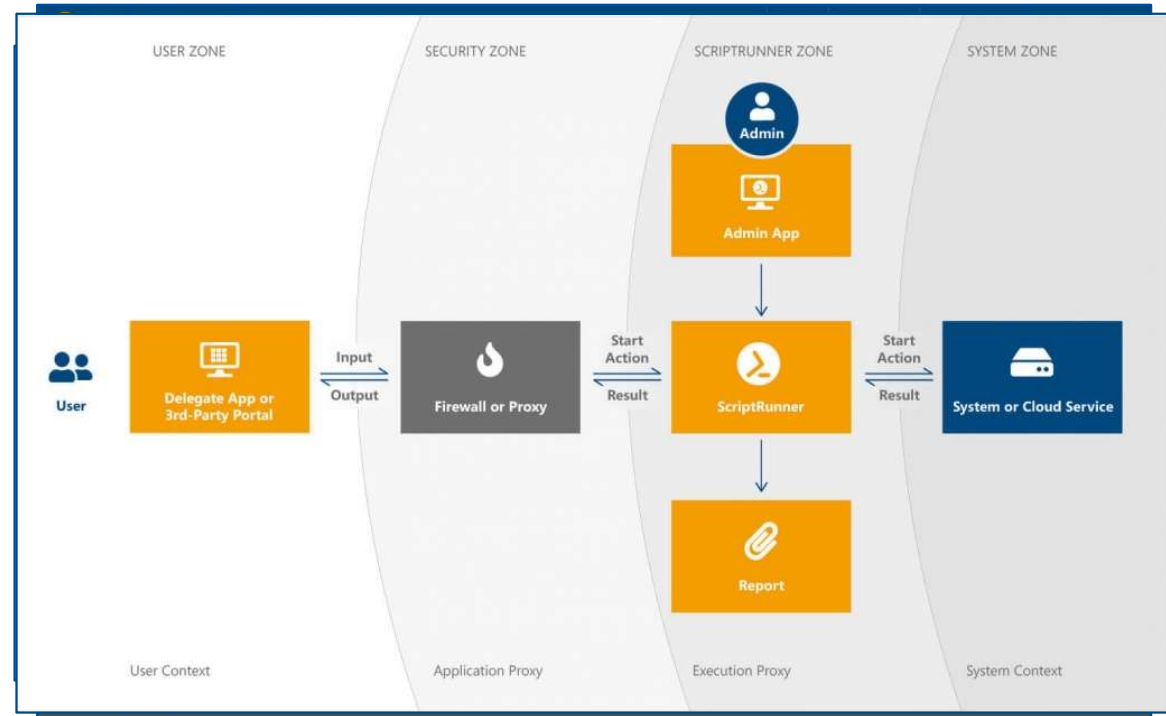 USER ZONE
SECURITY ZONE
SCRIPTRUNNER ZONE
SYSTEM ZONE
Admin
Admin App
User
Delegate App or
3rd-Party Portal
Input
Output
Firewall or Proxy
Start
Action
Result
ScriptRunner
Start
Action
Result
System or Cloud Service
Report
User Context
Application Proxy
Execution Proxy
System Context